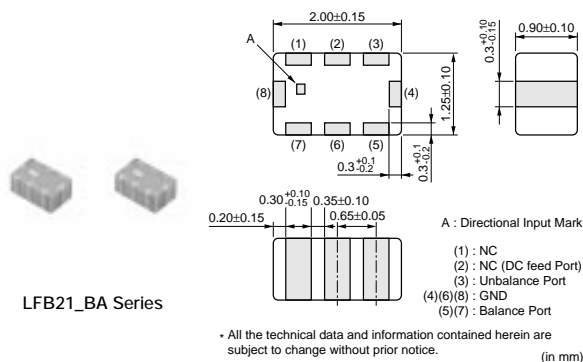 2.00±0.15
0.90±0.10
A
(1)
(2)
(3)
0.3 +0.10 -0.15
(8)
(4)
1.25±0.10
(7)
(6)
(5)
0.3 +0.1 -0.2
0.3 +0.1 -0.2
0.30 +0.10 -0.15
0.35±0.10
0.20±0.15
0.65±0.05
A : Directional Input Mark
(1) : NC
(2) : NC (DC feed Port)
(3) : Unbalance Port
(4)(6)(8) : GND
(5)(7) : Balance Port
LFB21_BA Series
* All the technical data and information contained herein are
subject to change without prior notice.
(in mm)